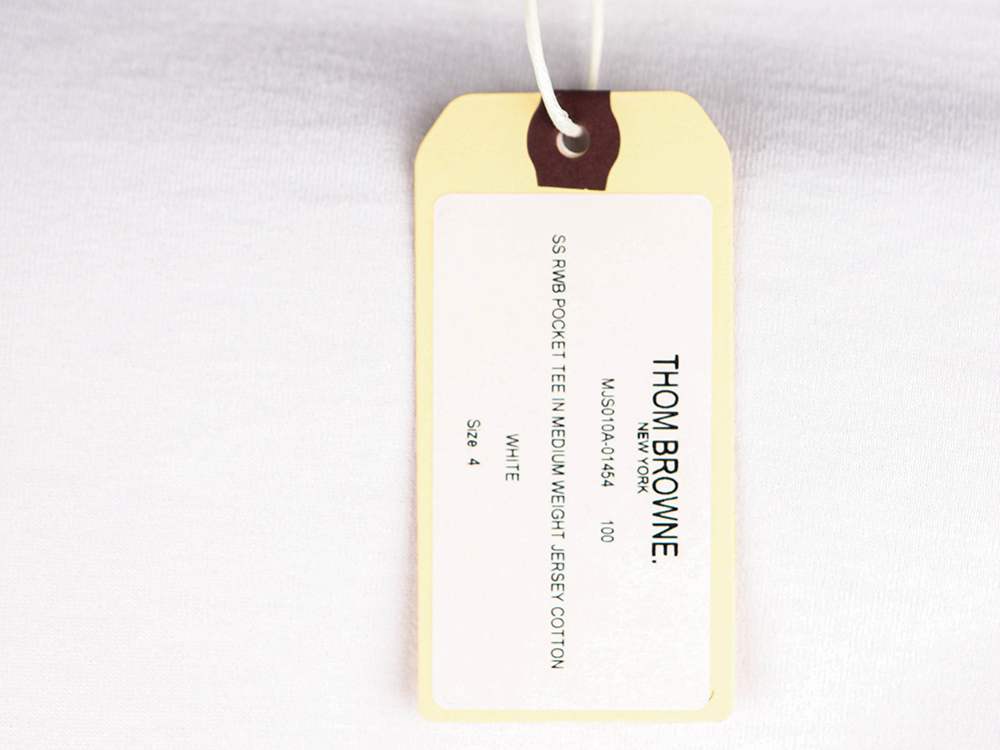 THOM BROWNE.
NEW YORK
MJS010A-01454 100
SS RWB POCKET TEE IN MEDIUM WEIGHT JERSEY COTTON
WHITE
Size 4